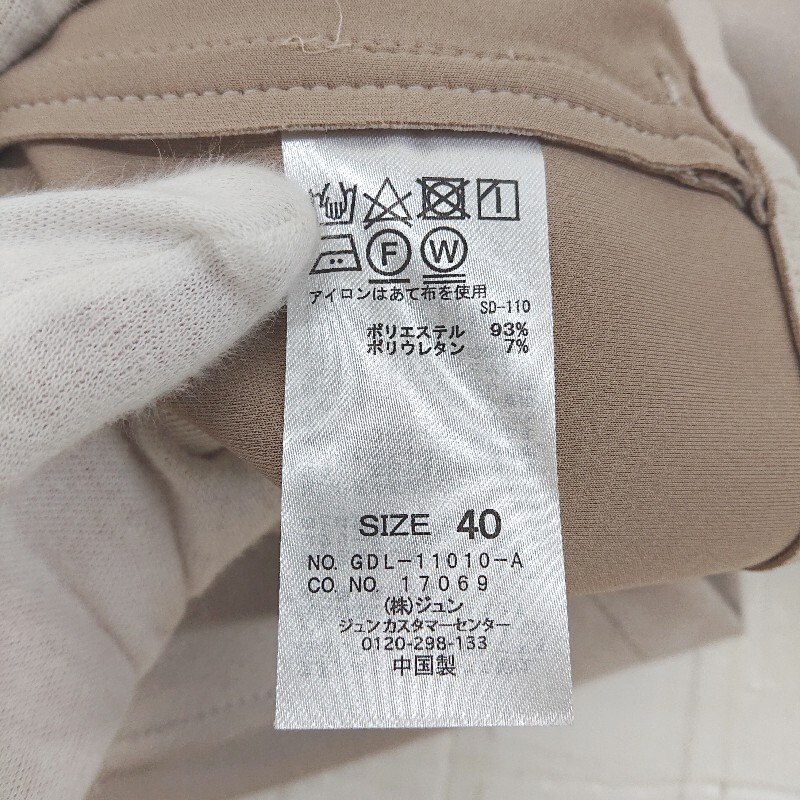 F W
アイロンはあて布を使用
SD-110
ポリエステル 93%
ポリウレタン 7%
SIZE 40
NO. GDL-11010-A
CO. NO. 17069
(株)ジュン
ジュンカスタマーセンター
0120-298-133
中国製